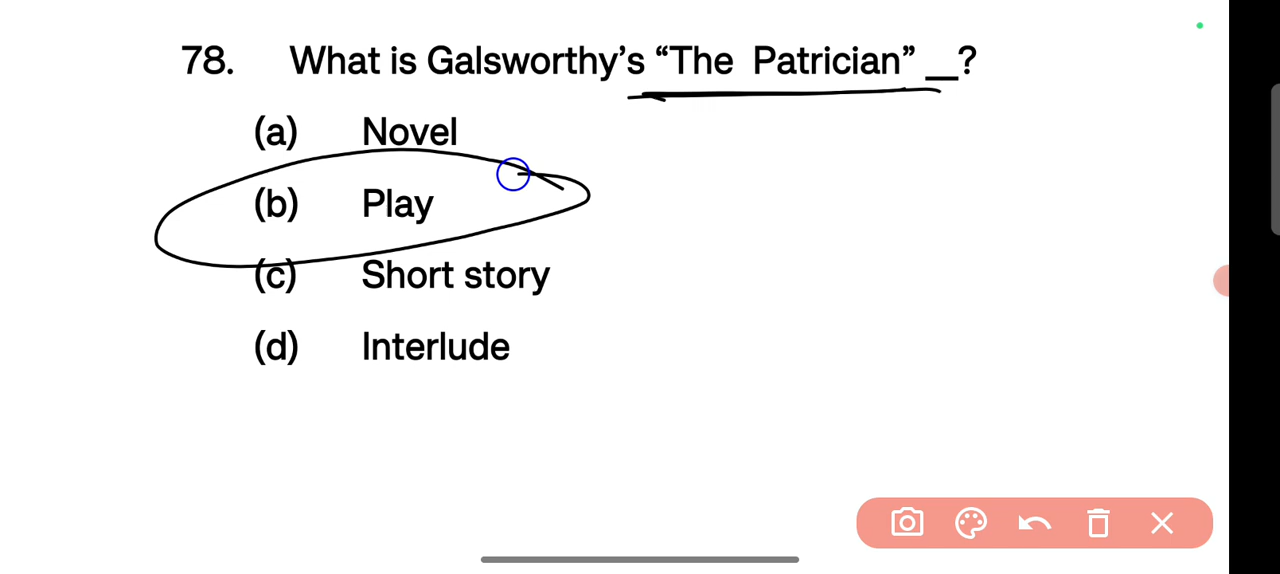 78. What is Galsworthy’s “The Patrician” __?
(a) Novel
(b) Play
(c) Short story
(d) Interlude